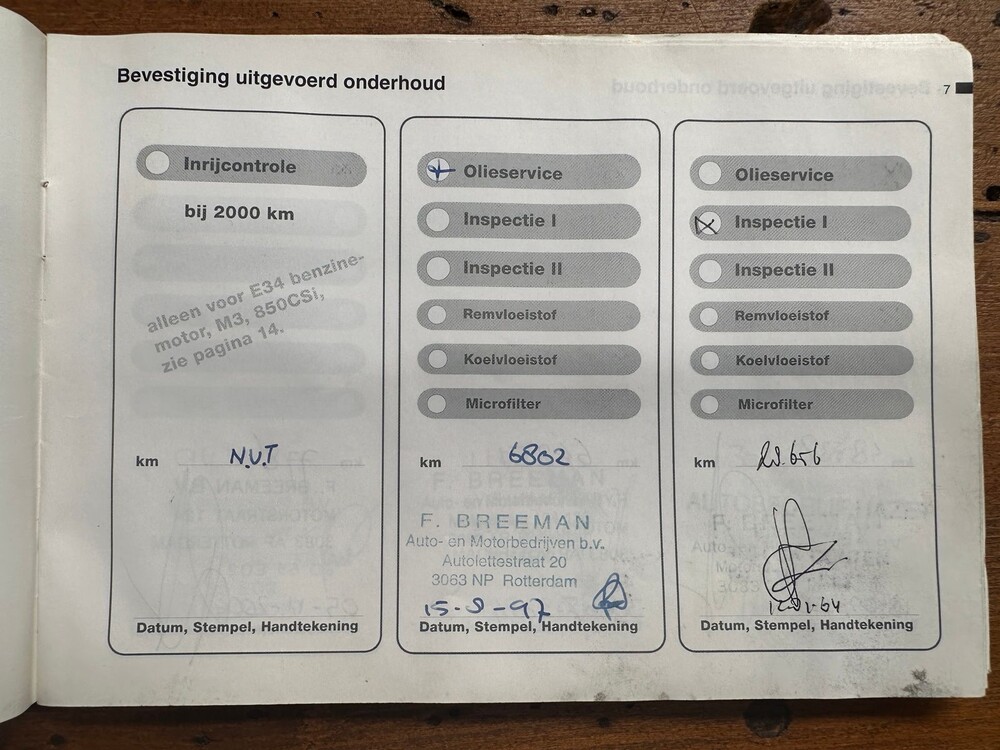 Bevestiging uitgevoerd onderhoud
7
Inrijcontrole
bij 2000 km
alleen voor E34 benzine-
motor, M3, 850CSi,
zie pagina 14.
km N.V.T
Datum, Stempel, Handtekening
Olieservice
Inspectie I
Inspectie II
Remvloeistof
Koelvloeistof
Microfilter
km 6802
F. BREEMAN
Auto- en Motorbedrijven b.v.
Autolettestraat 20
3063 NP Rotterdam
15-8-97
Datum, Stempel, Handtekening
Olieservice
Inspectie I
Inspectie II
Remvloeistof
Koelvloeistof
Microfilter
km
Datum, Stempel, Handtekening